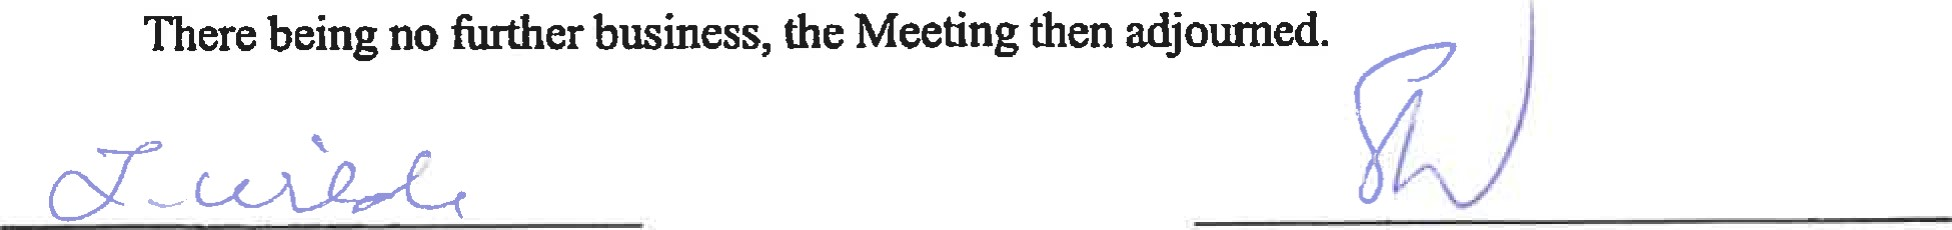 There being no further business, the Meeting then adjourned.